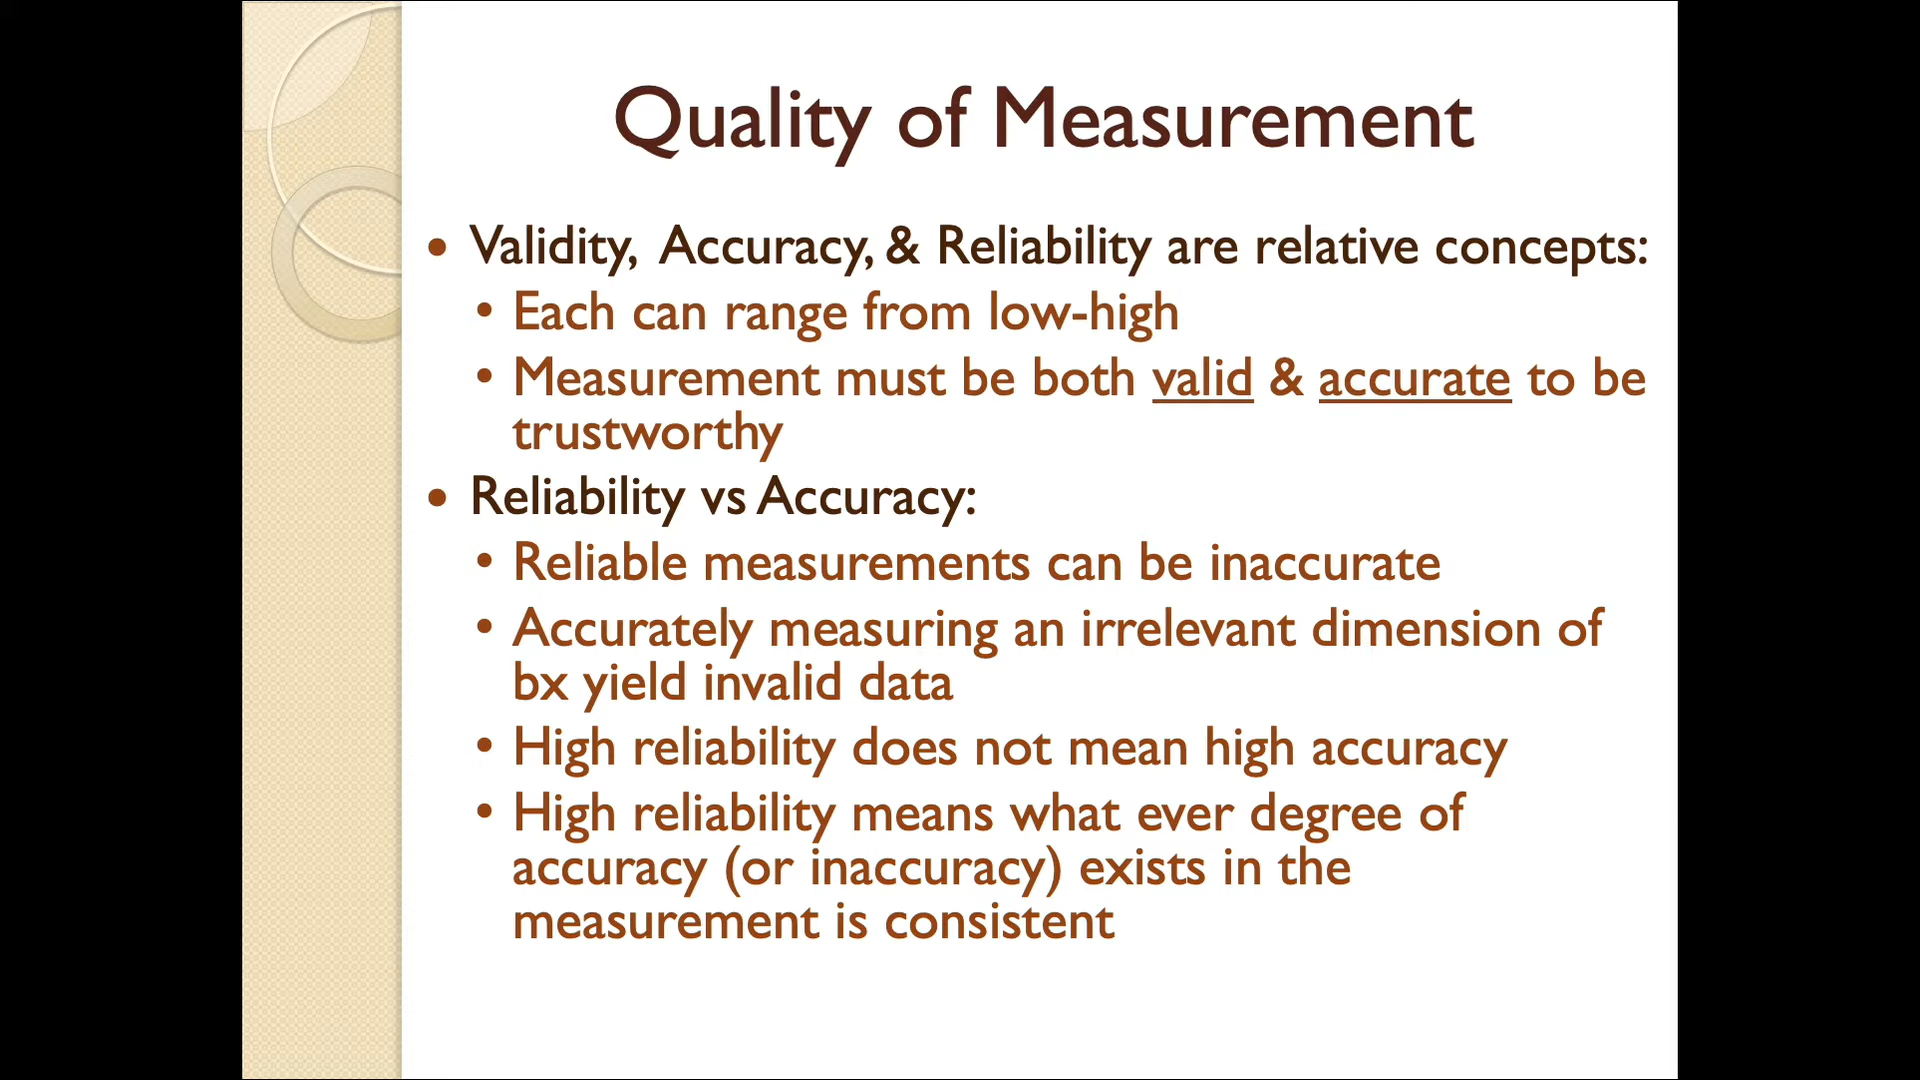 Quality of Measurement
• Validity, Accuracy, & Reliability are relative concepts:
• Each can range from low-high
• Measurement must be both valid & accurate to be
trustworthy
• Reliability vs Accuracy:
• Reliable measurements can be inaccurate
• Accurately measuring an irrelevant dimension of
bx yield invalid data
• High reliability does not mean high accuracy
• High reliability means what ever degree of
accuracy (or inaccuracy) exists in the
measurement is consistent